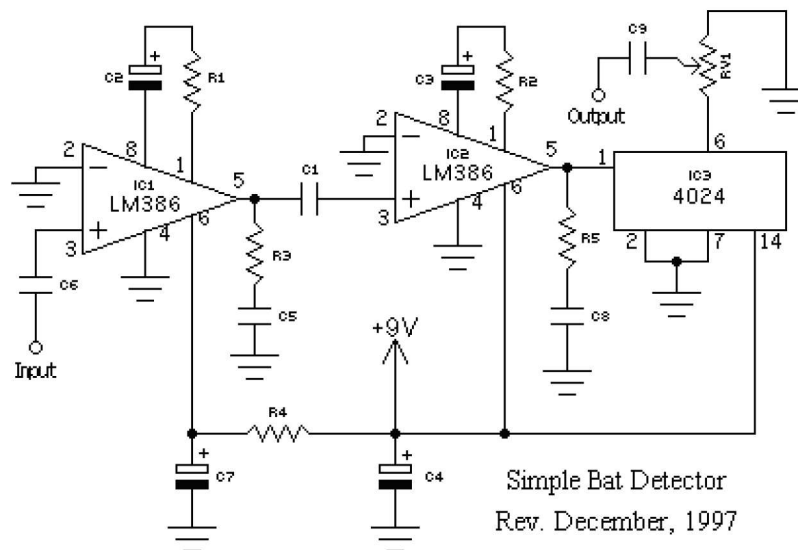 C9
RV1
+
C2
R1
+
C3
R2
Output
6
2
8
1
IC1
LM386
5
3
4
6
C1
2
8
1
IC2
LM386
5
3
4
6
1
IC3
4024
2
7
14
C6
Input
R3
C5
R5
C8
+9V
R4
+
C7
+
C4
Simple Bat Detector
Rev. December, 1997